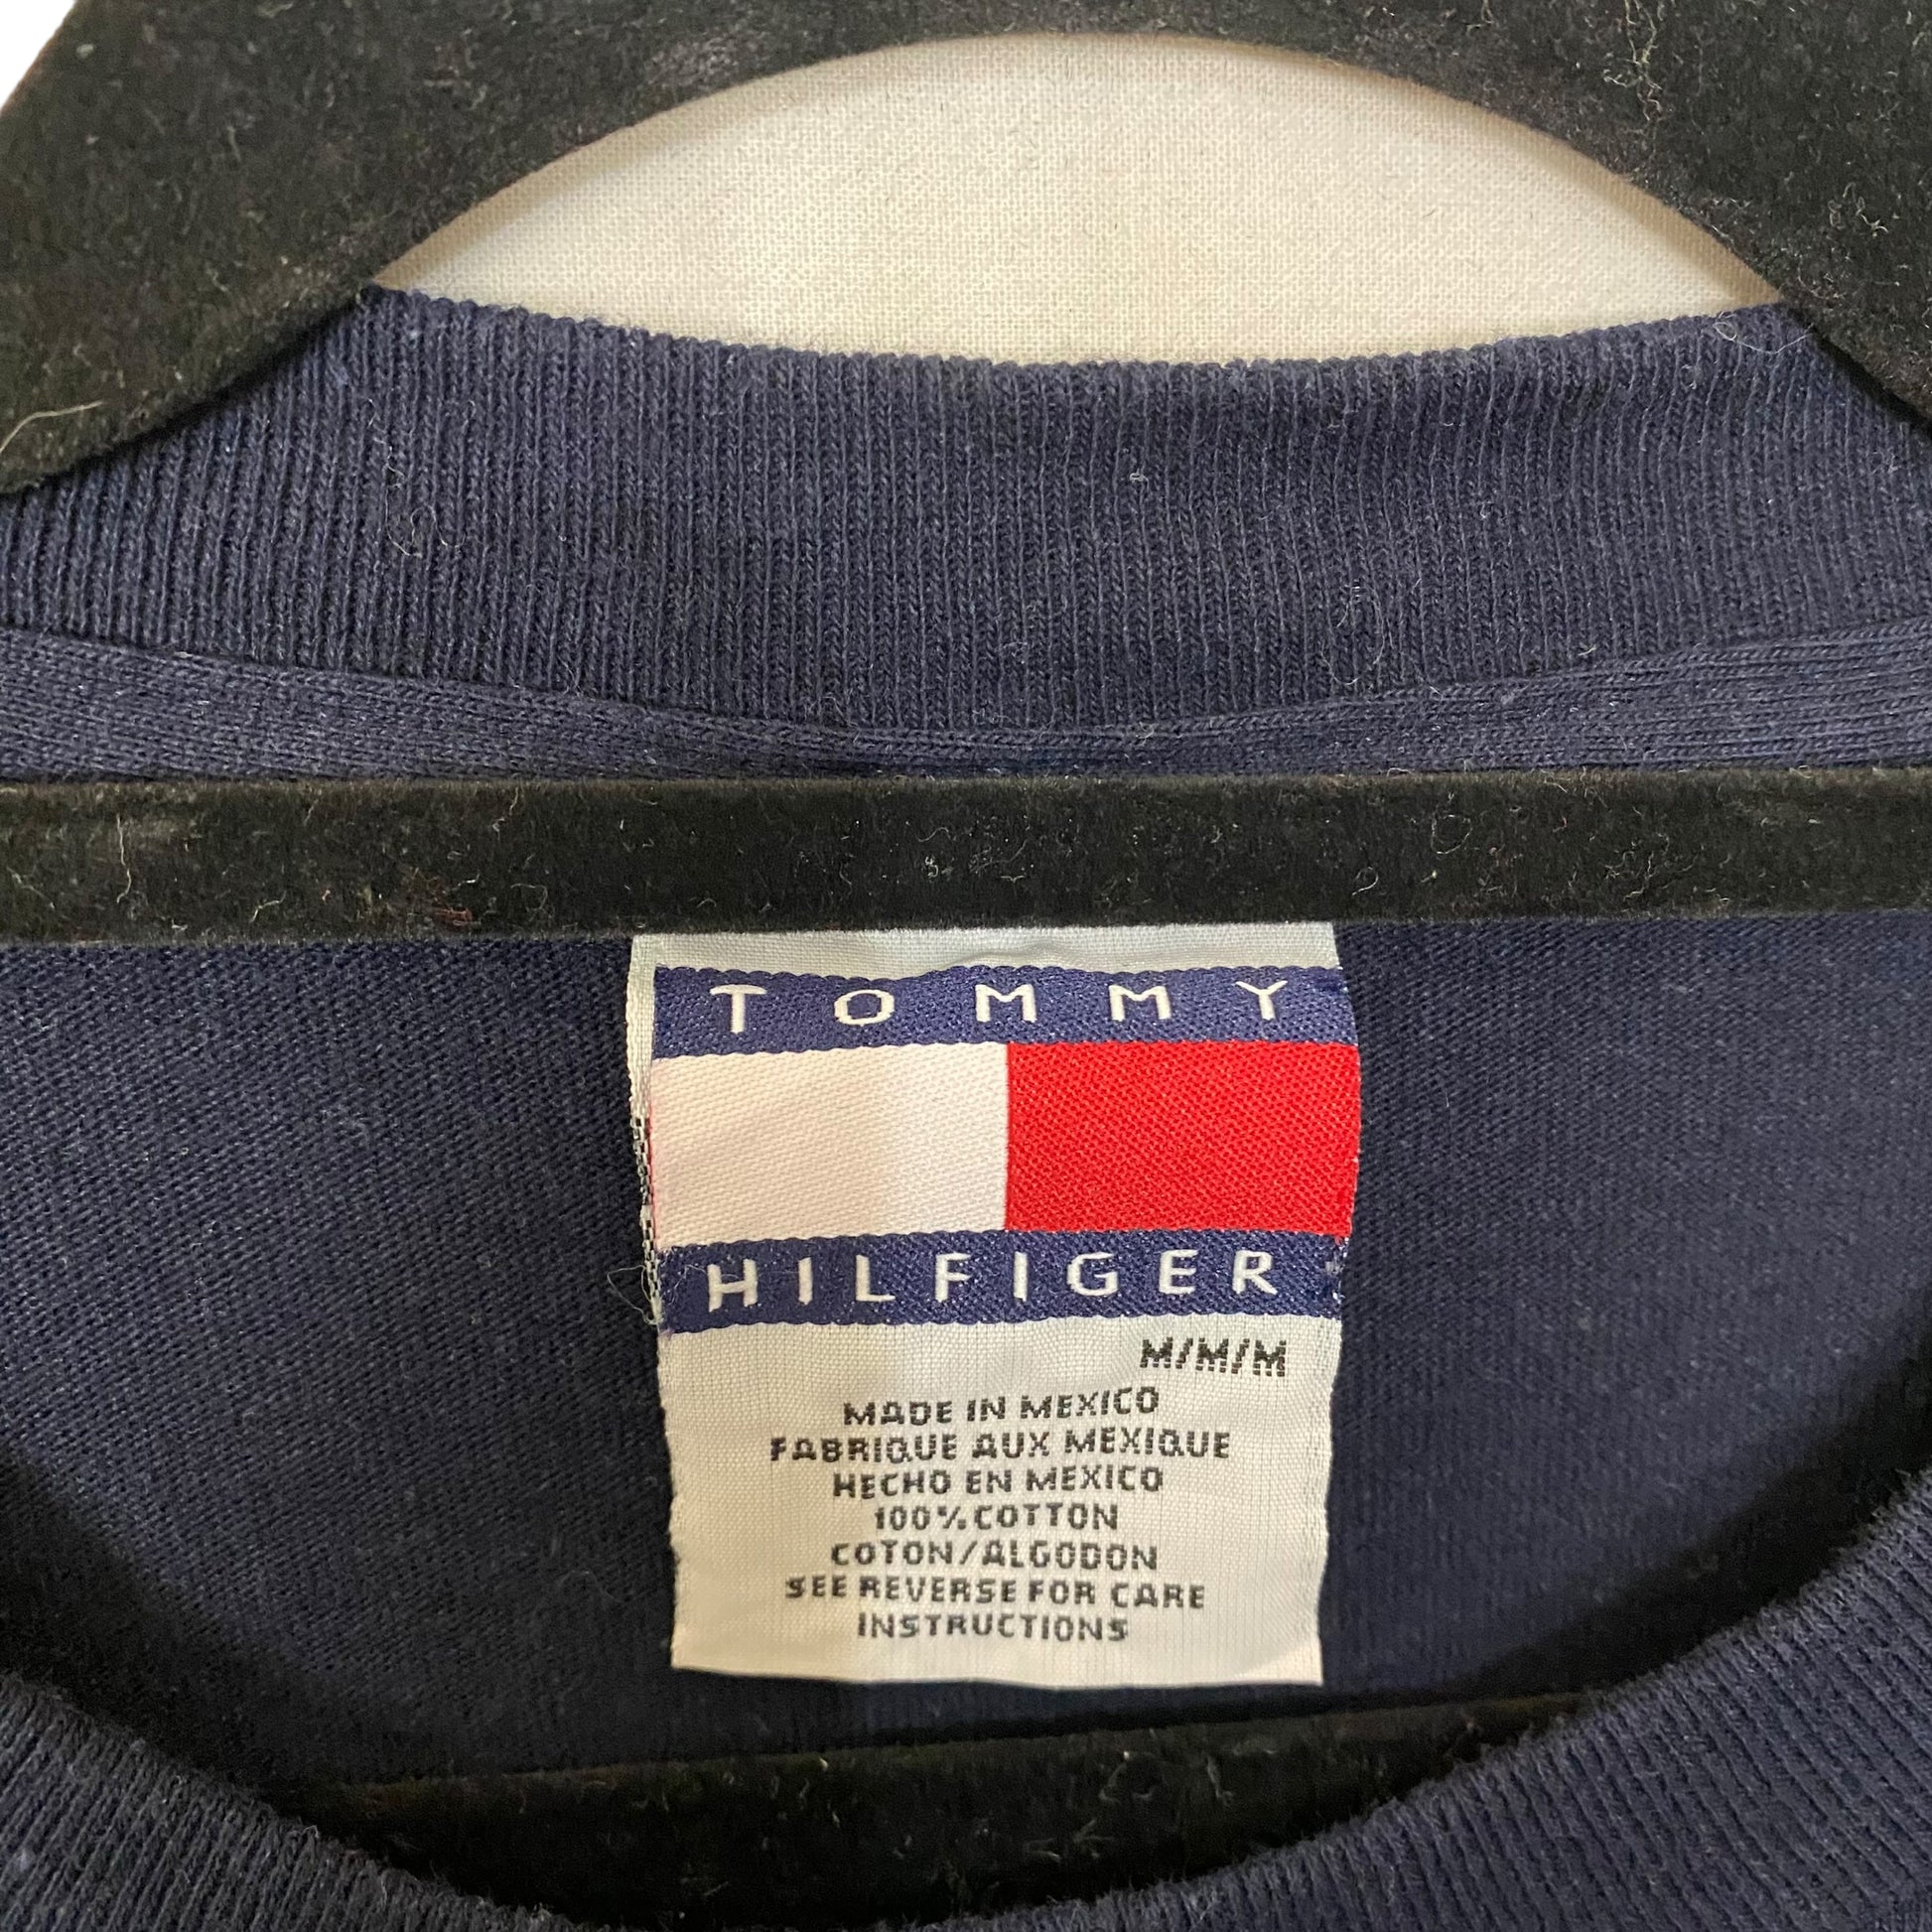 TOMMY
HILFIGER
M/M/M
MADE IN MEXICO
FABRIQUE AUX MEXIQUE
HECHO EN MEXICO
100% COTTON
COTON/ALGODON
SEE REVERSE FOR CARE
INSTRUCTIONS